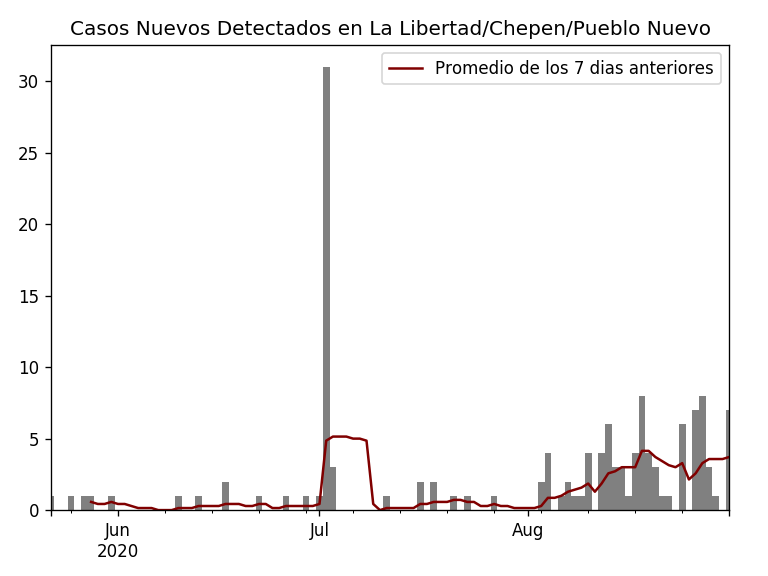 Casos Nuevos Detectados en La Libertad/Chepen/Pueblo Nuevo
Promedio de los 7 dias anteriores
30
25
20
15
10
5
0
Jun
2020
Jul
Aug